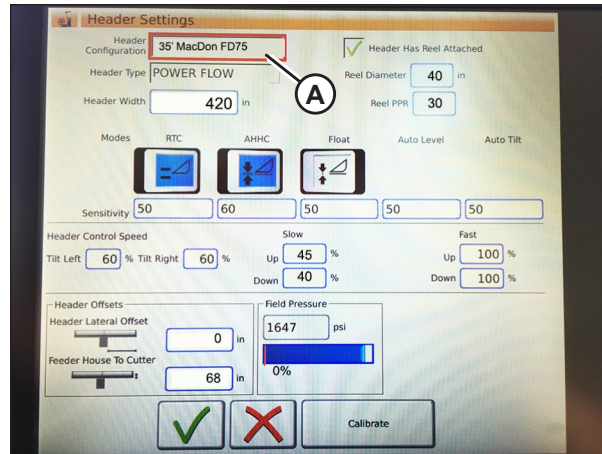 Header Settings
Header Configuration 35' MacDon FD75
Header Has Reel Attached
Header Type POWER FLOW
Reel Diameter 40 in
A
Header Width 420 in
Reel PPR 30
Modes RTC AHHC Float Auto Level Auto Tilt
Sensitivity 50 60 50 50 50
Header Control Speed
Slow
Fast
Tilt Left 60 % Tilt Right 60 %
Up 45 %
Up 100 %
Down 40 %
Down 100 %
Header Offsets
Field Pressure
Header Lateral Offset
0 in
1647 psi
Feeder House To Cutter
68 in
0%
Calibrate